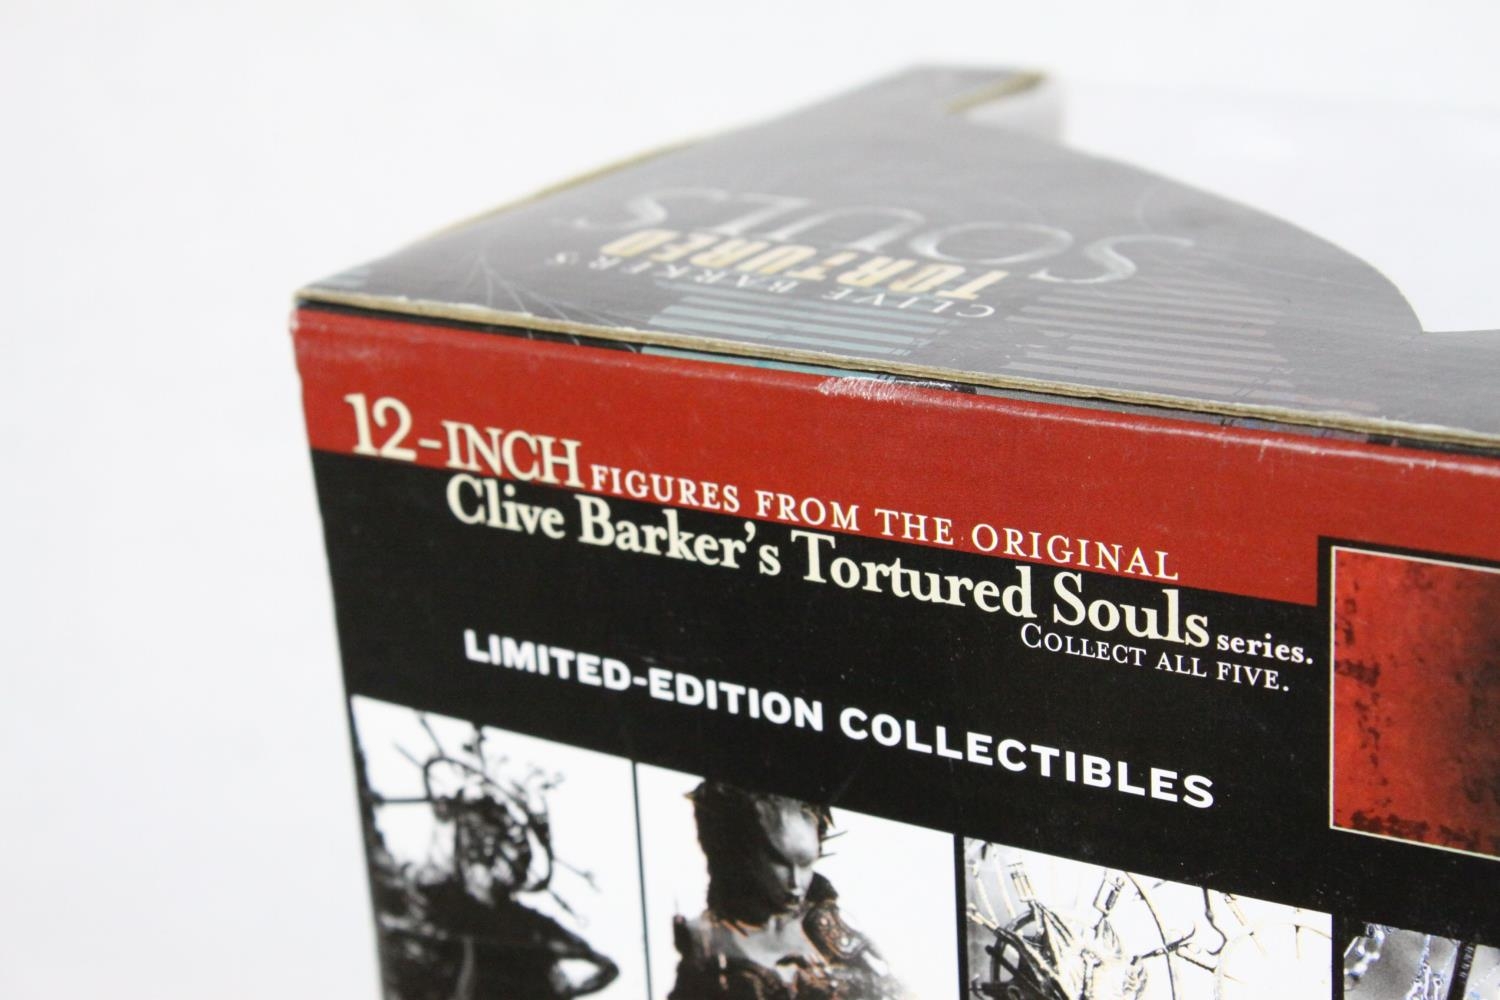 CLIVE BARKER'S
TORTURED
SOULS
12-INCH FIGURES FROM THE ORIGINAL
Clive Barker's Tortured Souls series.
COLLECT ALL FIVE.
LIMITED-EDITION COLLECTIBLES